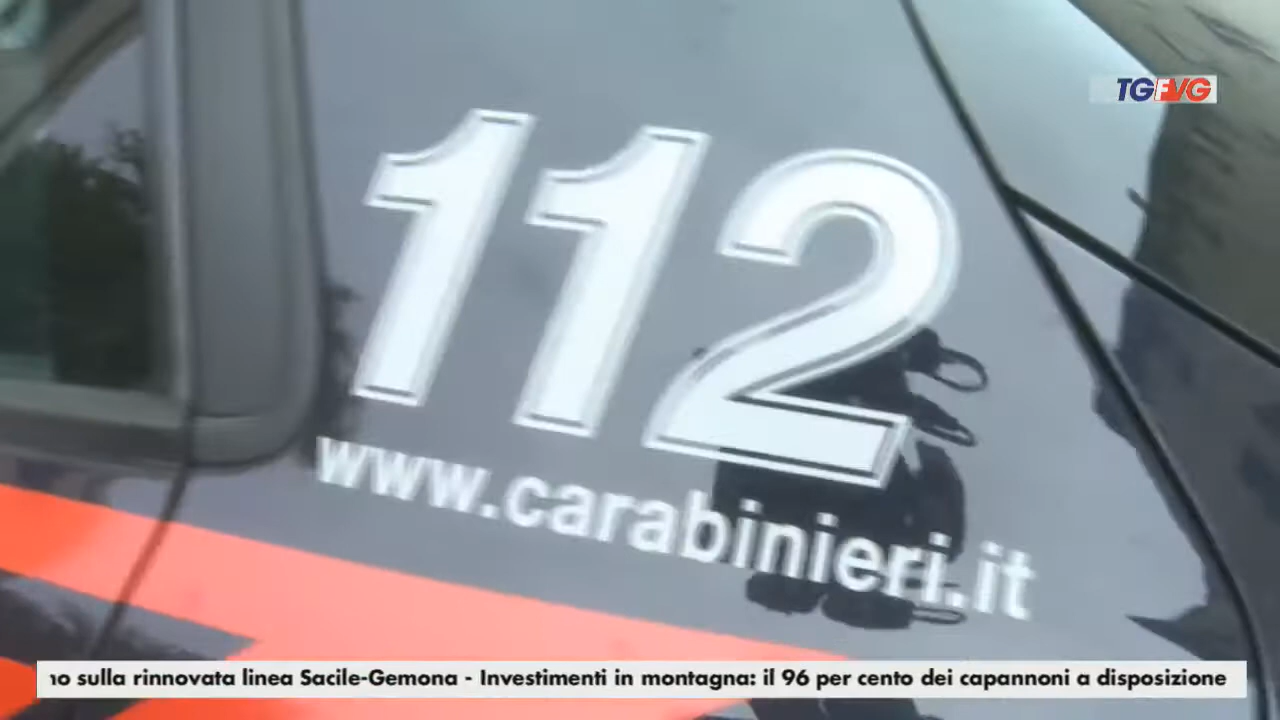 TGFVG
112
www.carabinieri.it
no sulla rinnovata linea Sacile-Gemona - Investimenti in montagna: il 96 per cento dei capannoni a disposizione